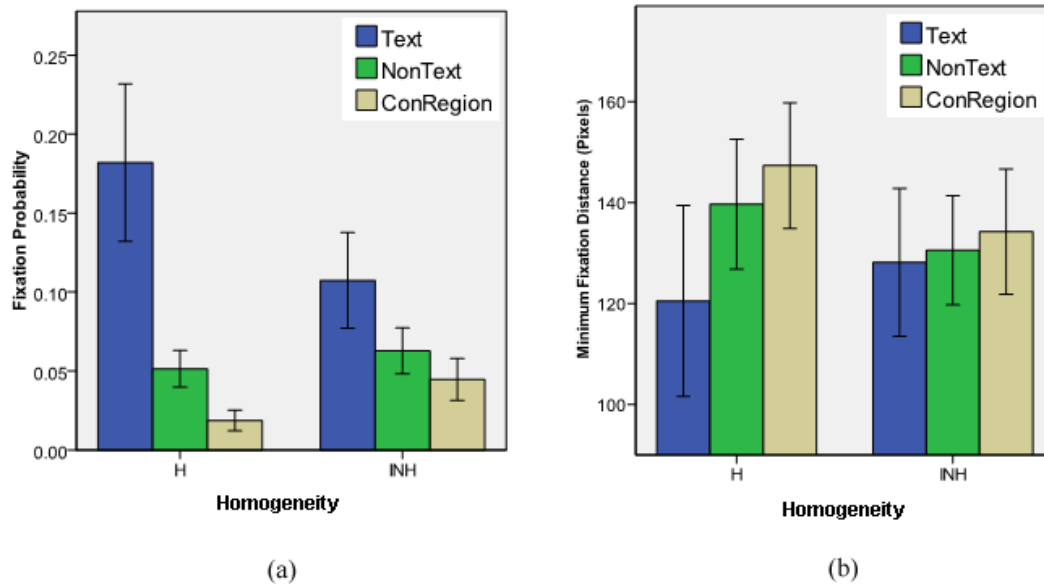 Text
NonText
ConRegion
0.25
0.20
0.15
0.10
0.05
0.00
Fixation Probability
H
INH
Homogeneity
(a)
Text
NonText
ConRegion
160
140
120
100
Minimum Fixation Distance (Pixels)
H
INH
Homogeneity
(b)